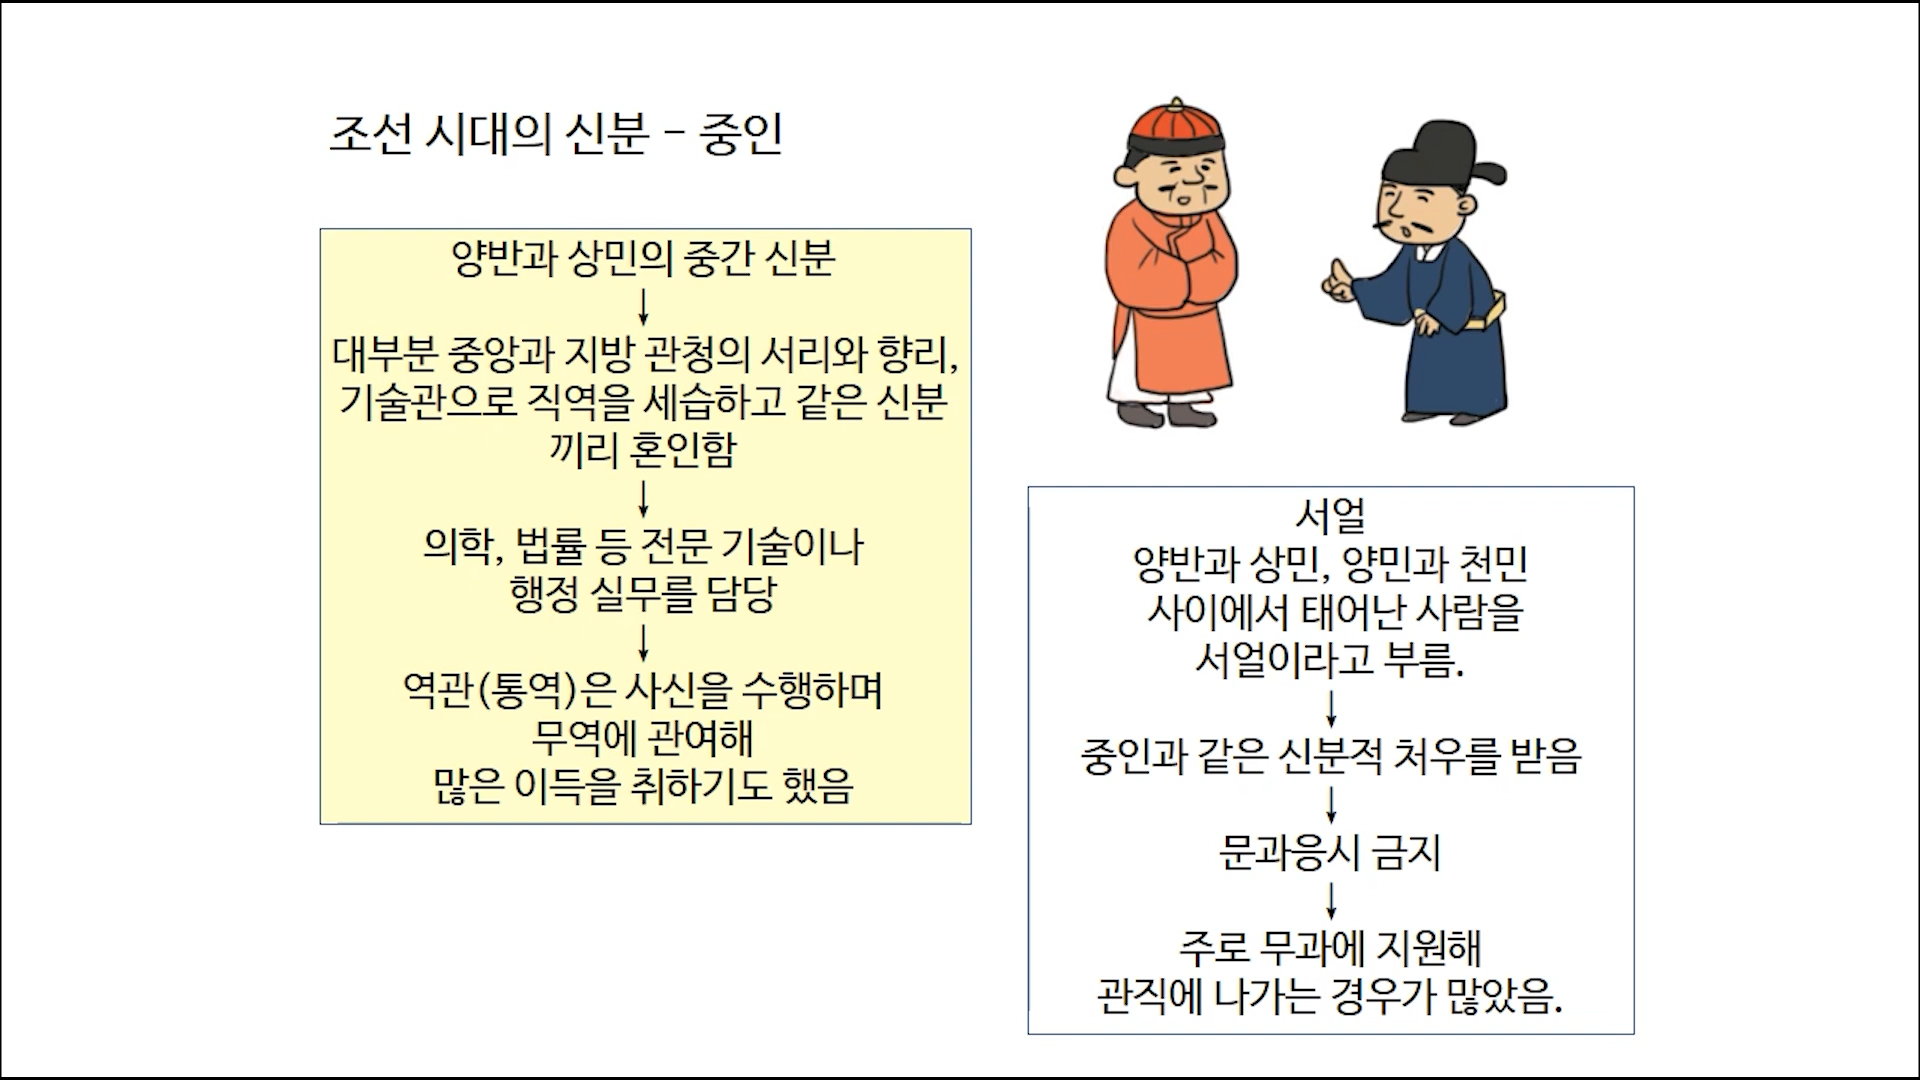 조선 시대의 신분 – 중인
양반과 상민의 중간 신분
↓
대부분 중앙과 지방 관청의 서리와 향리,
기술관으로 직역을 세습하고 같은 신분
끼리 혼인함
↓
의학, 법률 등 전문 기술이나
행정 실무를 담당
↓
역관(통역)은 사신을 수행하며
무역에 관여해
많은 이득을 취하기도 했음
서얼
양반과 상민, 양민과 천민
사이에서 태어난 사람을
서얼이라고 부름.
↓
중인과 같은 신분적 처우를 받음
↓
문과응시 금지
↓
주로 무과에 지원해
관직에 나가는 경우가 많았음.